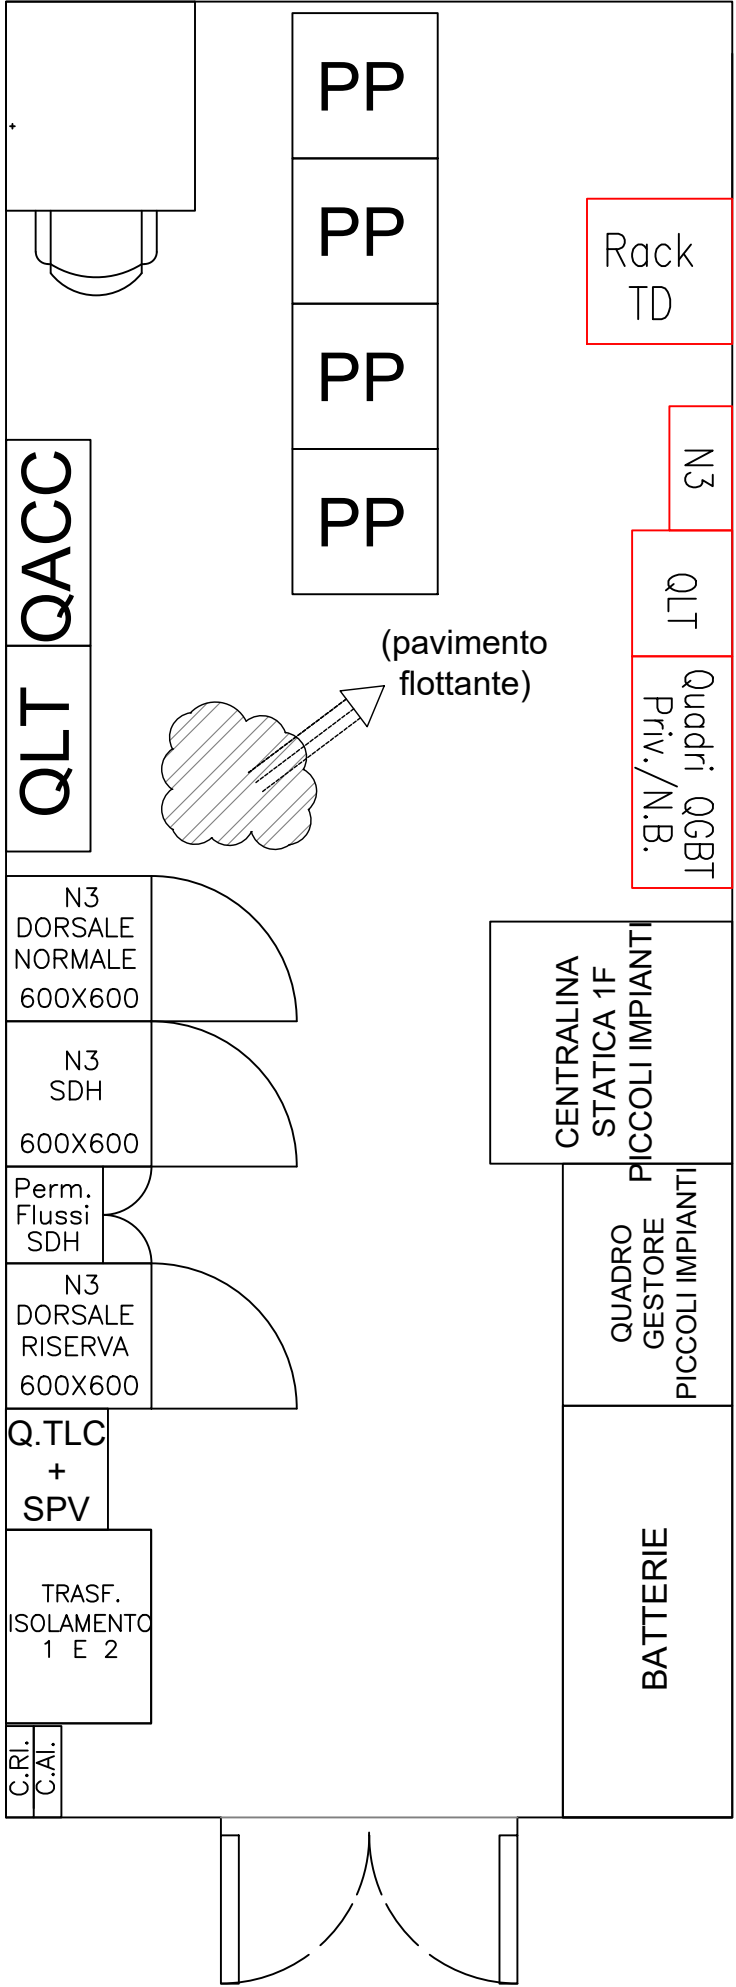 PP
PP
PP
PP
Rack
TD
N3
QLT
Quadri QGBT
Priv./N.B.
QACC
QLT
(pavimento
flottante)
N3
DORSALE
NORMALE
600X600
N3
SDH
600X600
Perm.
Flussi
SDH
N3
DORSALE
RISERVA
600X600
Q.TLC
+
SPV
TRASF.
ISOLAMENTO
1 E 2
C.RI.
C.AI.
CENTRALINA
STATICA 1F
PICCOLI IMPIANTI
QUADRO
GESTORE
PICCOLI IMPIANTI
BATTERIE